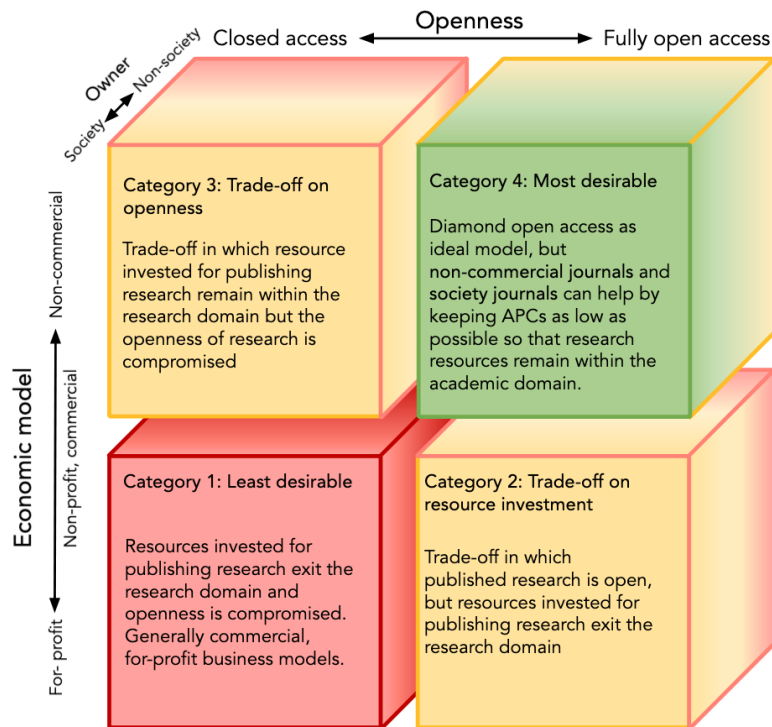 Openness
Closed access
Fully open access
Owner
Society
Non-society
Economic model
Non-commercial
Non-profit, commercial
For- profit
Category 3: Trade-off on
openness
Trade-off in which resource
invested for publishing
research remain within the
research domain but the
openness of research is
compromised
Category 4: Most desirable
Diamond open access as
ideal model, but
non-commercial journals and
society journals can help by
keeping APCs as low as
possible so that research
resources remain within the
academic domain.
Category 1: Least desirable
Resources invested for
publishing research exit the
research domain and
openness is compromised.
Generally commercial,
for-profit business models.
Category 2: Trade-off on
resource investment
Trade-off in which
published research is open,
but resources invested for
publishing research exit the
research domain